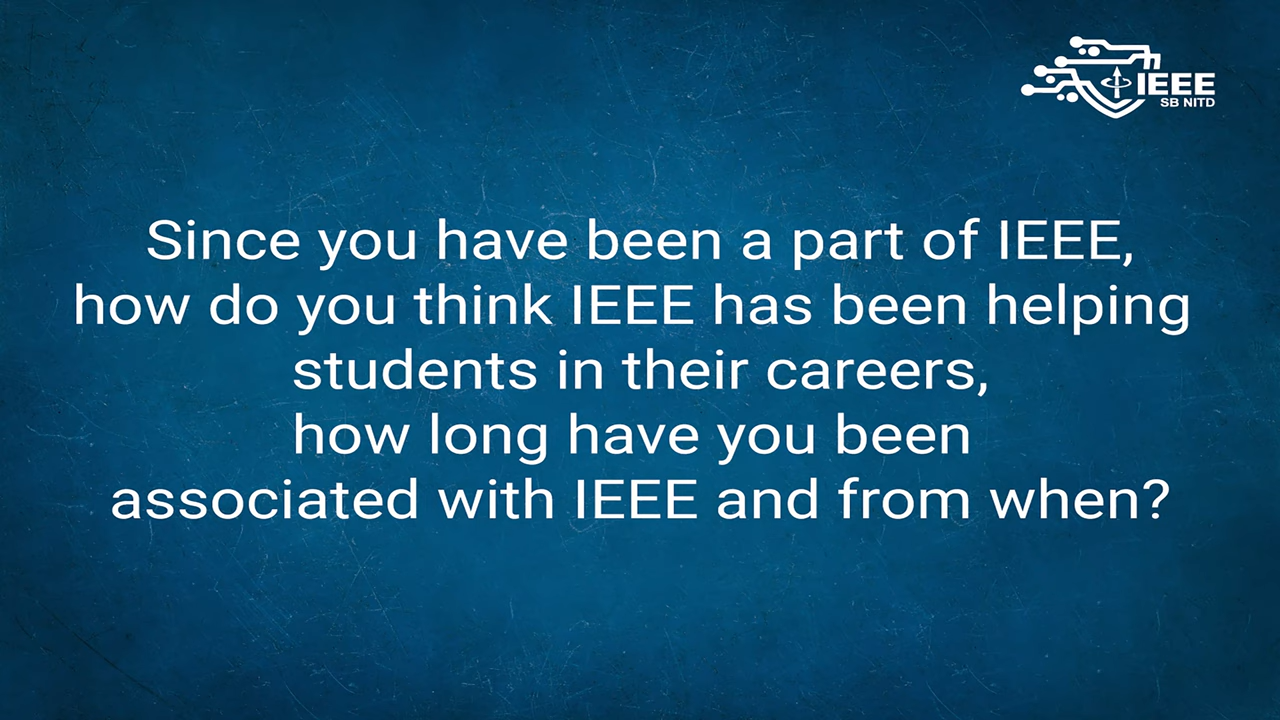 IEEE
SB NITD
Since you have been a part of IEEE,
how do you think IEEE has been helping
students in their careers,
how long have you been
associated with IEEE and from when?